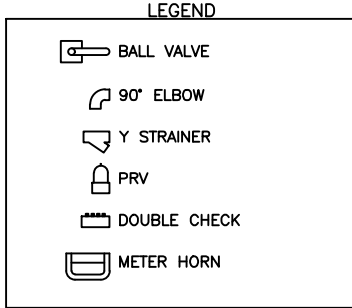 LEGEND
BALL VALVE
90° ELBOW
Y STRAINER
PRV
DOUBLE CHECK
METER HORN